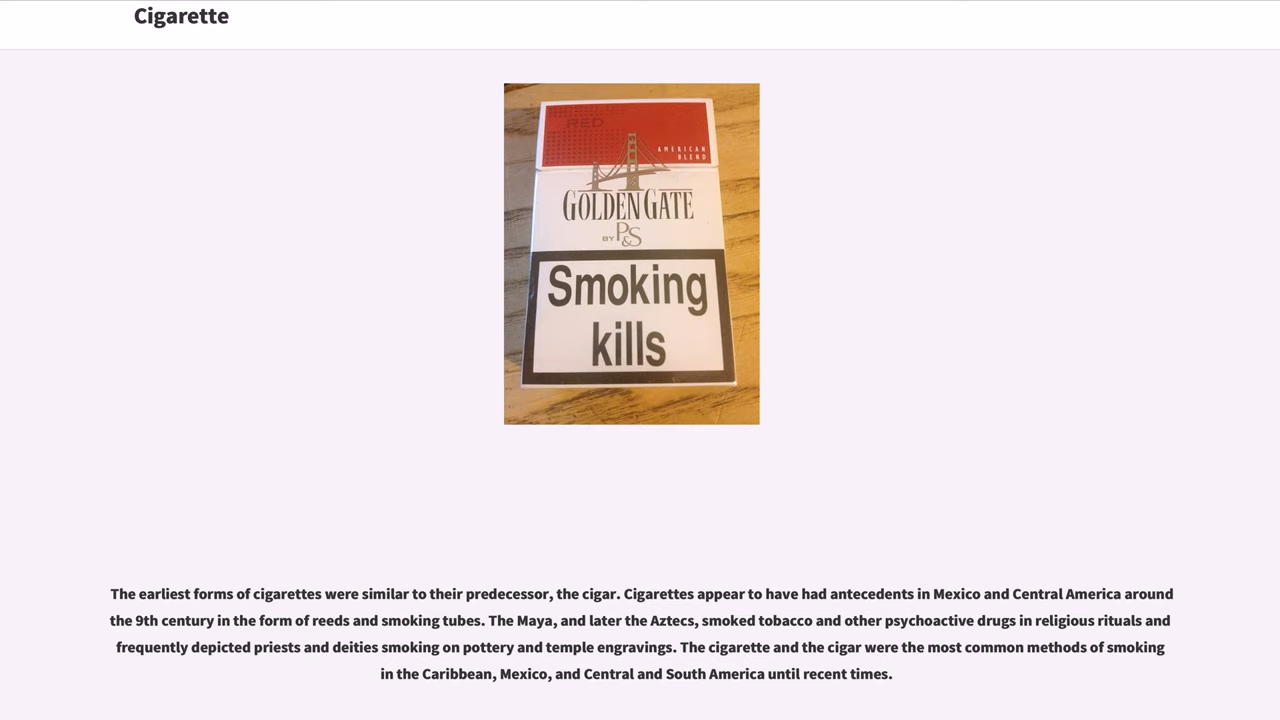 Cigarette
RED
AMERICAN
BLEND
GOLDEN GATE
BY P&S
Smoking
kills
The earliest forms of cigarettes were similar to their predecessor, the cigar. Cigarettes appear to have had antecedents in Mexico and Central America around
the 9th century in the form of reeds and smoking tubes. The Maya, and later the Aztecs, smoked tobacco and other psychoactive drugs in religious rituals and
frequently depicted priests and deities smoking on pottery and temple engravings. The cigarette and the cigar were the most common methods of smoking
in the Caribbean, Mexico, and Central and South America until recent times.